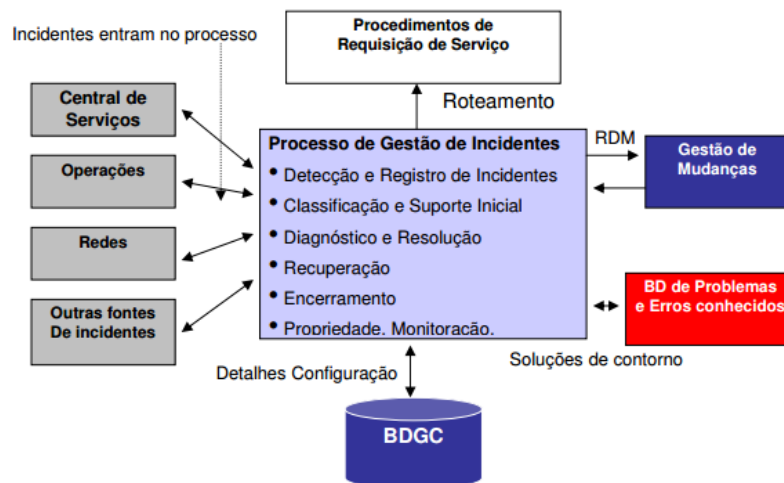 Incidentes entram no processo
Procedimentos de
Requisição de Serviço
Roteamento
Central de
Serviços
Operações
Redes
Outras fontes
De incidentes
Processo de Gestão de Incidentes
• Detecção e Registro de Incidentes
• Classificação e Suporte Inicial
• Diagnóstico e Resolução
• Recuperação
• Encerramento
• Propriedade, Monitoração,
RDM
Gestão de
Mudanças
BD de Problemas
e Erros conhecidos
Soluções de contorno
Detalhes Configuração
BDGC